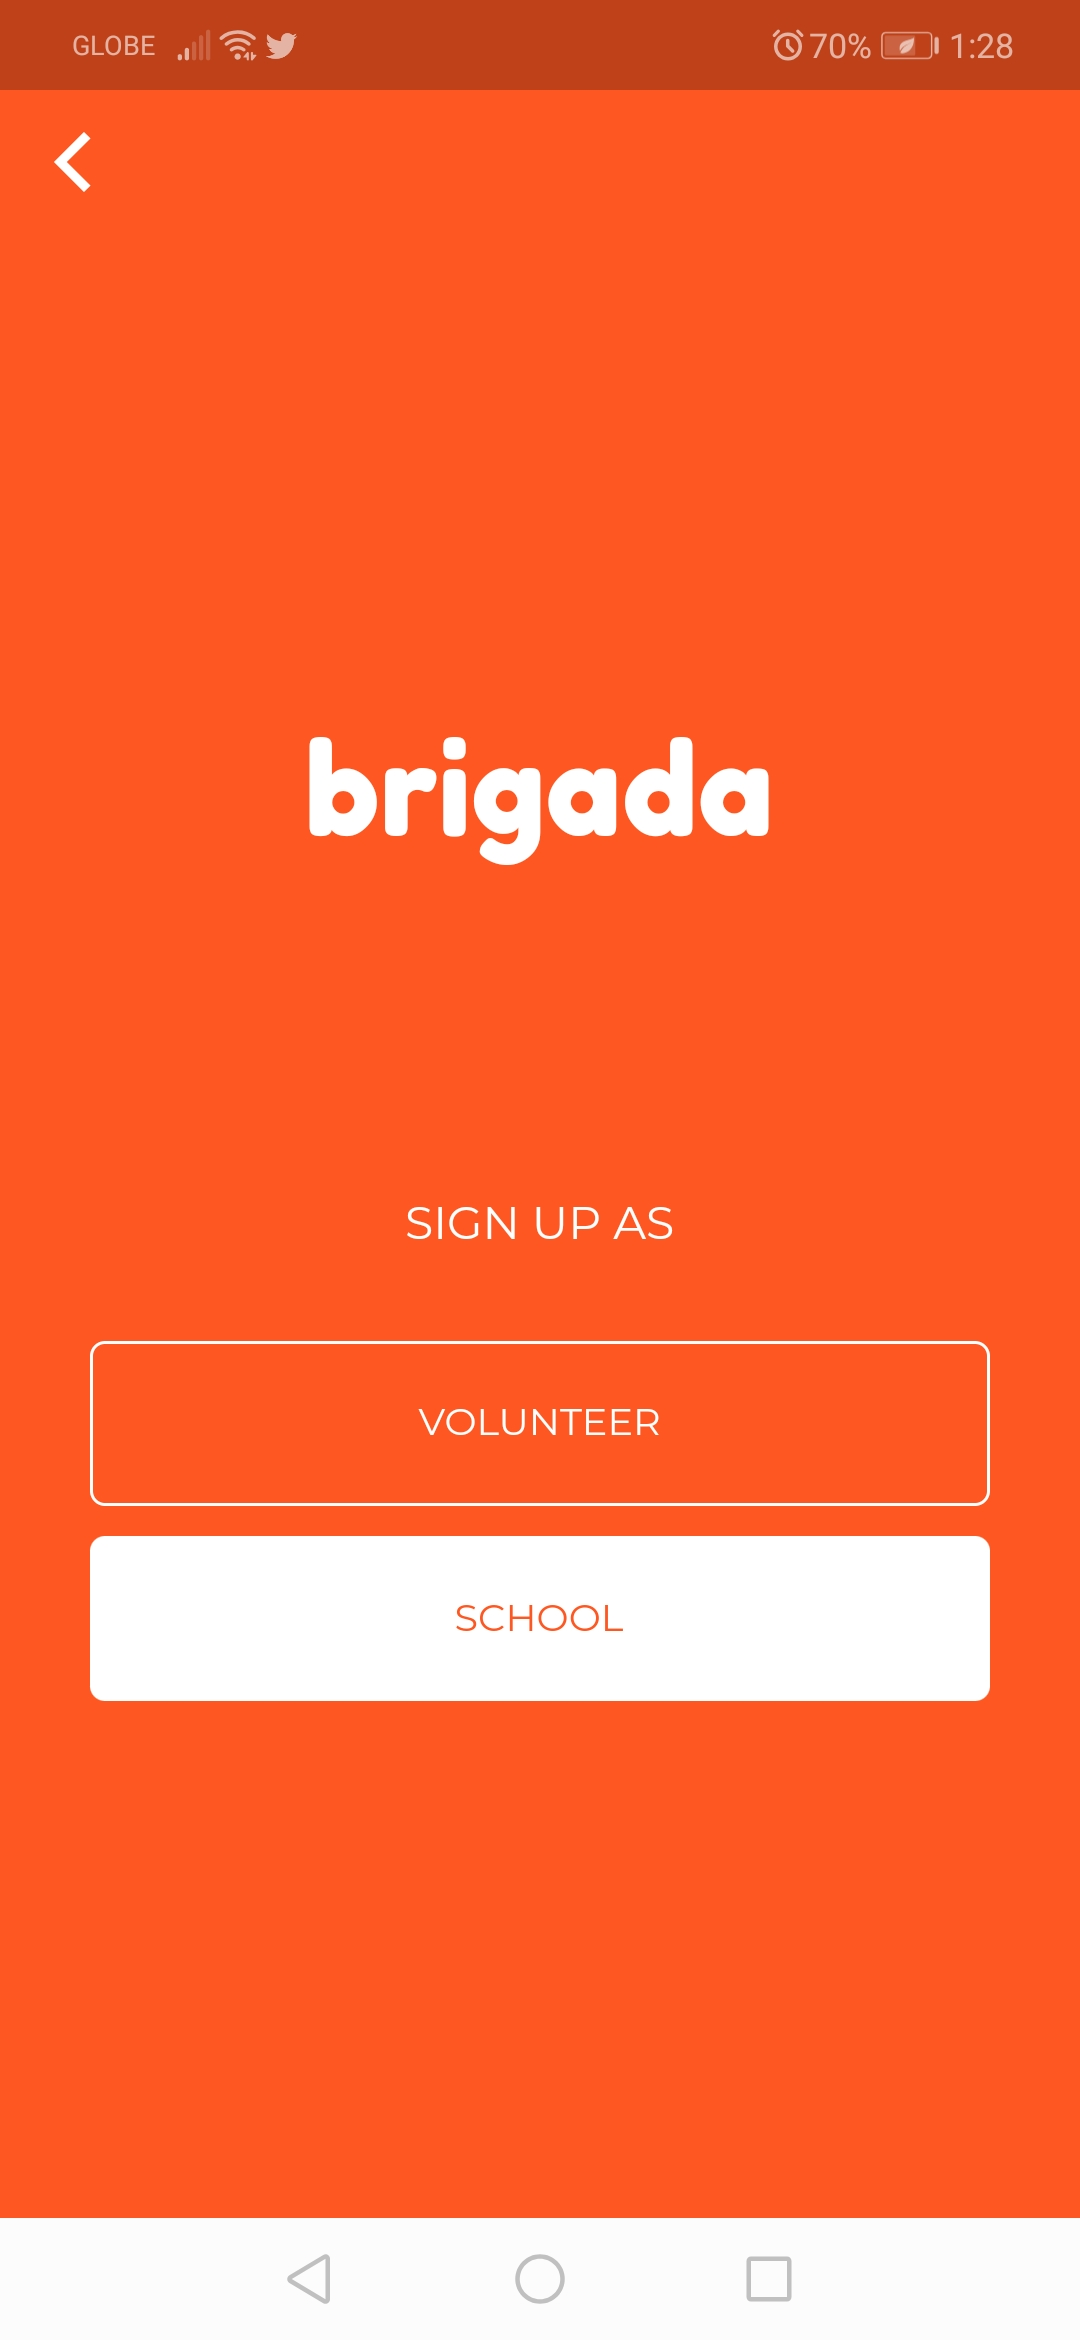 GLOBE 70% 1:28
brigada
SIGN UP AS
VOLUNTEER
SCHOOL